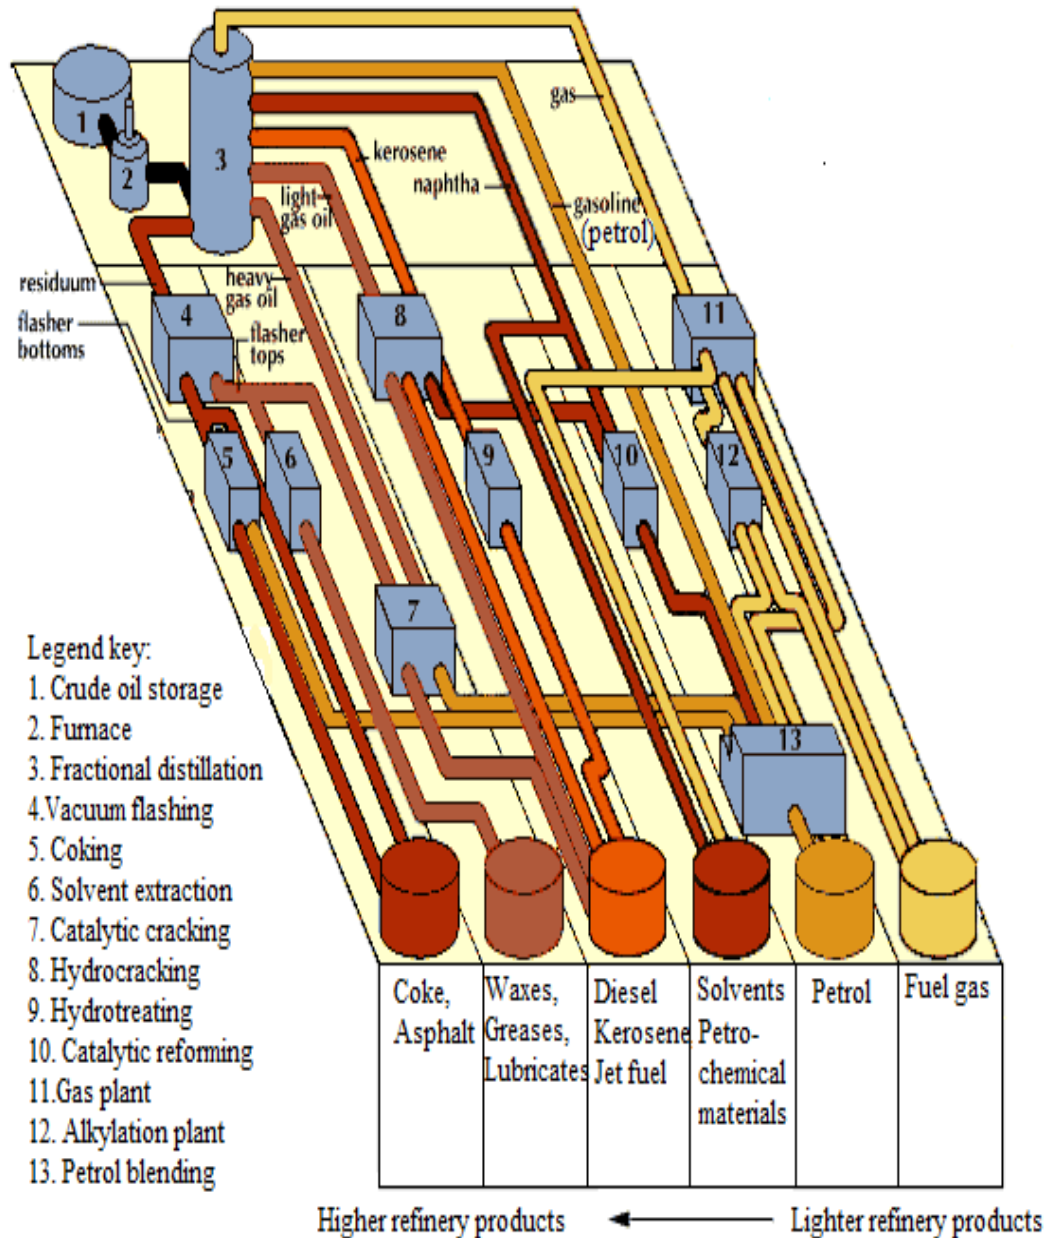 1
2
3
gas
kerosene
naphtha
light
gas oil
gasoline
(petrol)
residuum
heavy
gas oil
flasher
bottoms
flasher
tops
4
8
11
5
6
9
10
12
7
13
Legend key:
1. Crude oil storage
2. Furnace
3. Fractional distillation
4.Vacuum flashing
5. Coking
6. Solvent extraction
7. Catalytic cracking
8. Hydrocracking
9. Hydrotreating
10. Catalytic reforming
11.Gas plant
12. Alkylation plant
13. Petrol blending
Coke,
Asphalt
Waxes,
Greases,
Lubricates
Diesel
Kerosene
Jet fuel
Solvents
Petro-
chemical
materials
Petrol
Fuel gas
Higher refinery products
Lighter refinery products